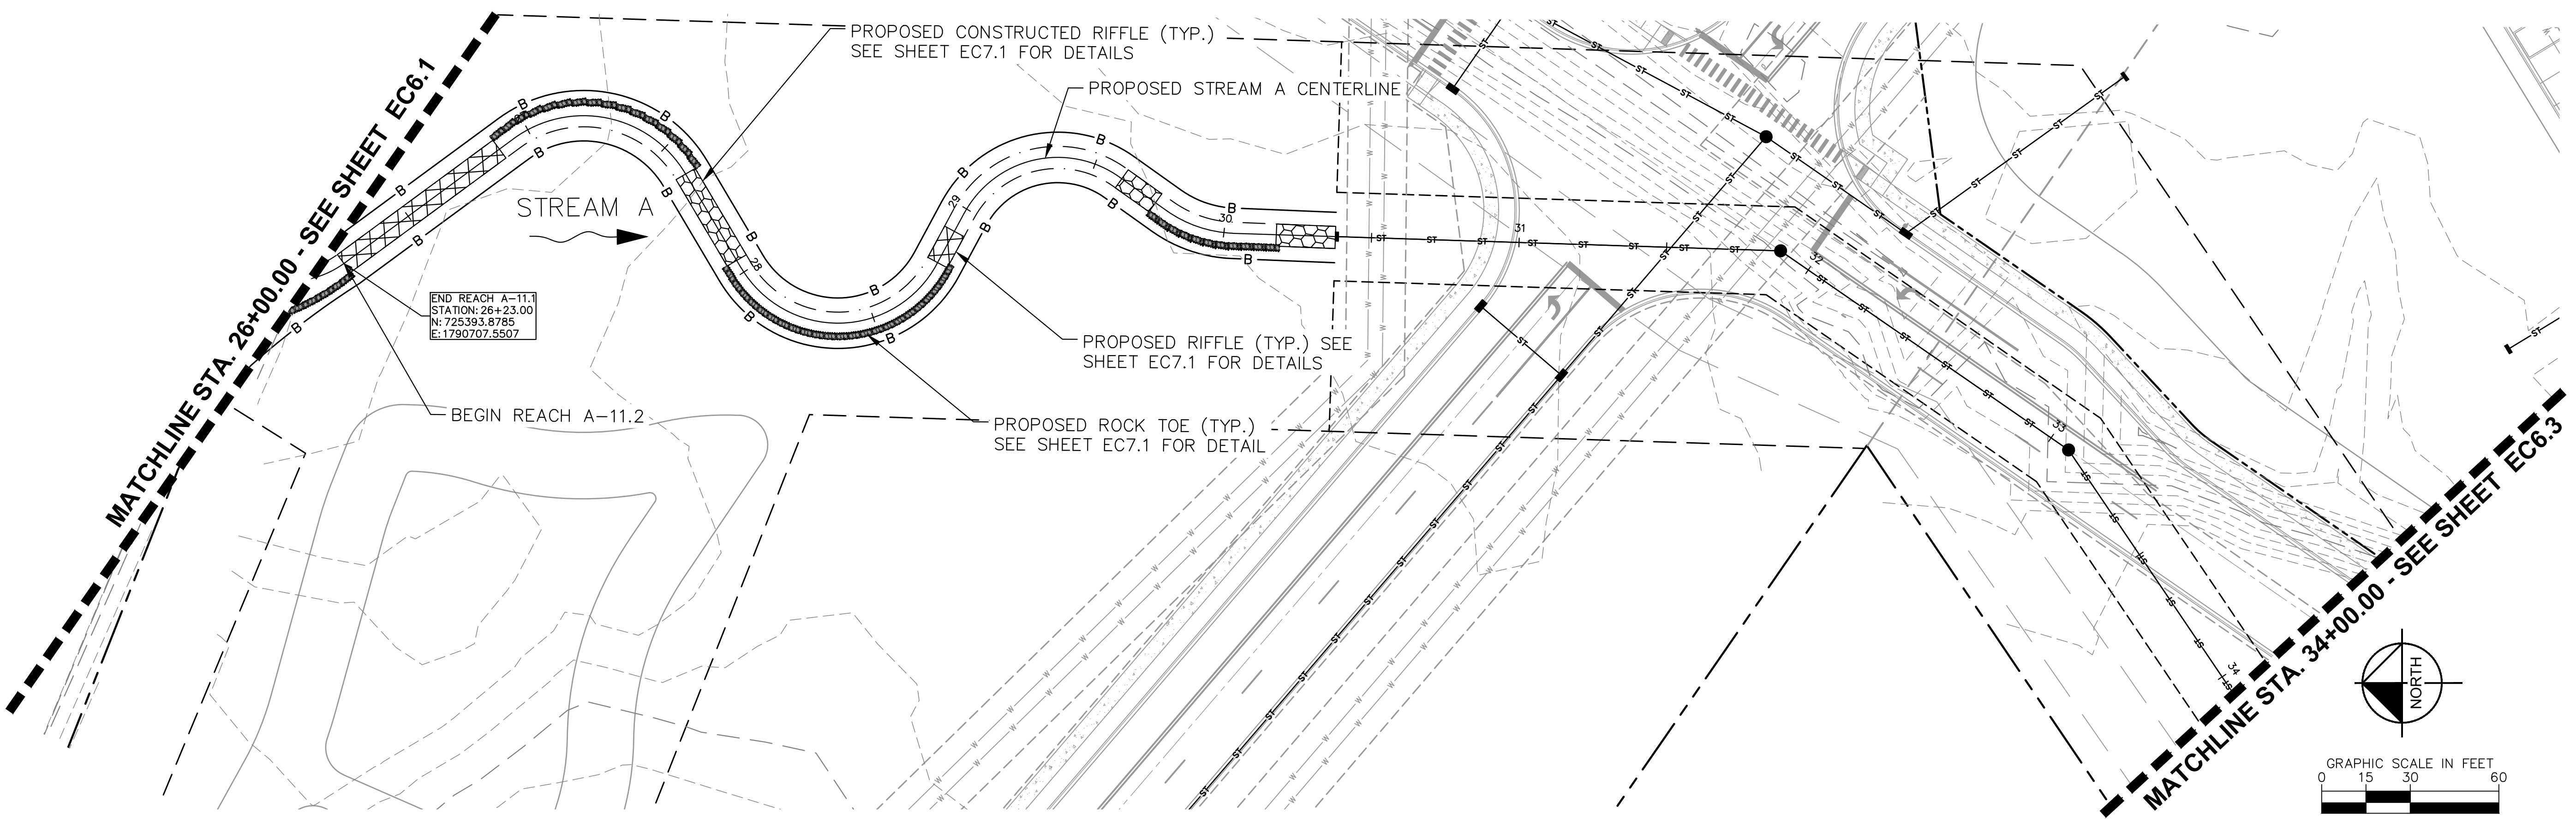 MATCHLINE STA. 26+00.00 - SEE SHEET EC6.1
PROPOSED CONSTRUCTED RIFFLE (TYP.)
SEE SHEET EC7.1 FOR DETAILS
PROPOSED STREAM A CENTERLINE
STREAM A
END REACH A-11.1
STATION: 26+23.00
N: 725393.8785
E: 1790707.5507
BEGIN REACH A-11.2
PROPOSED RIFFLE (TYP.) SEE
SHEET EC7.1 FOR DETAILS
PROPOSED ROCK TOE (TYP.)
SEE SHEET EC7.1 FOR DETAIL
28
29
30
31
32
33
34
B
ST
W
MATCHLINE STA. 34+00.00 - SEE SHEET EC6.3
NORTH
GRAPHIC SCALE IN FEET
0 15 30 60